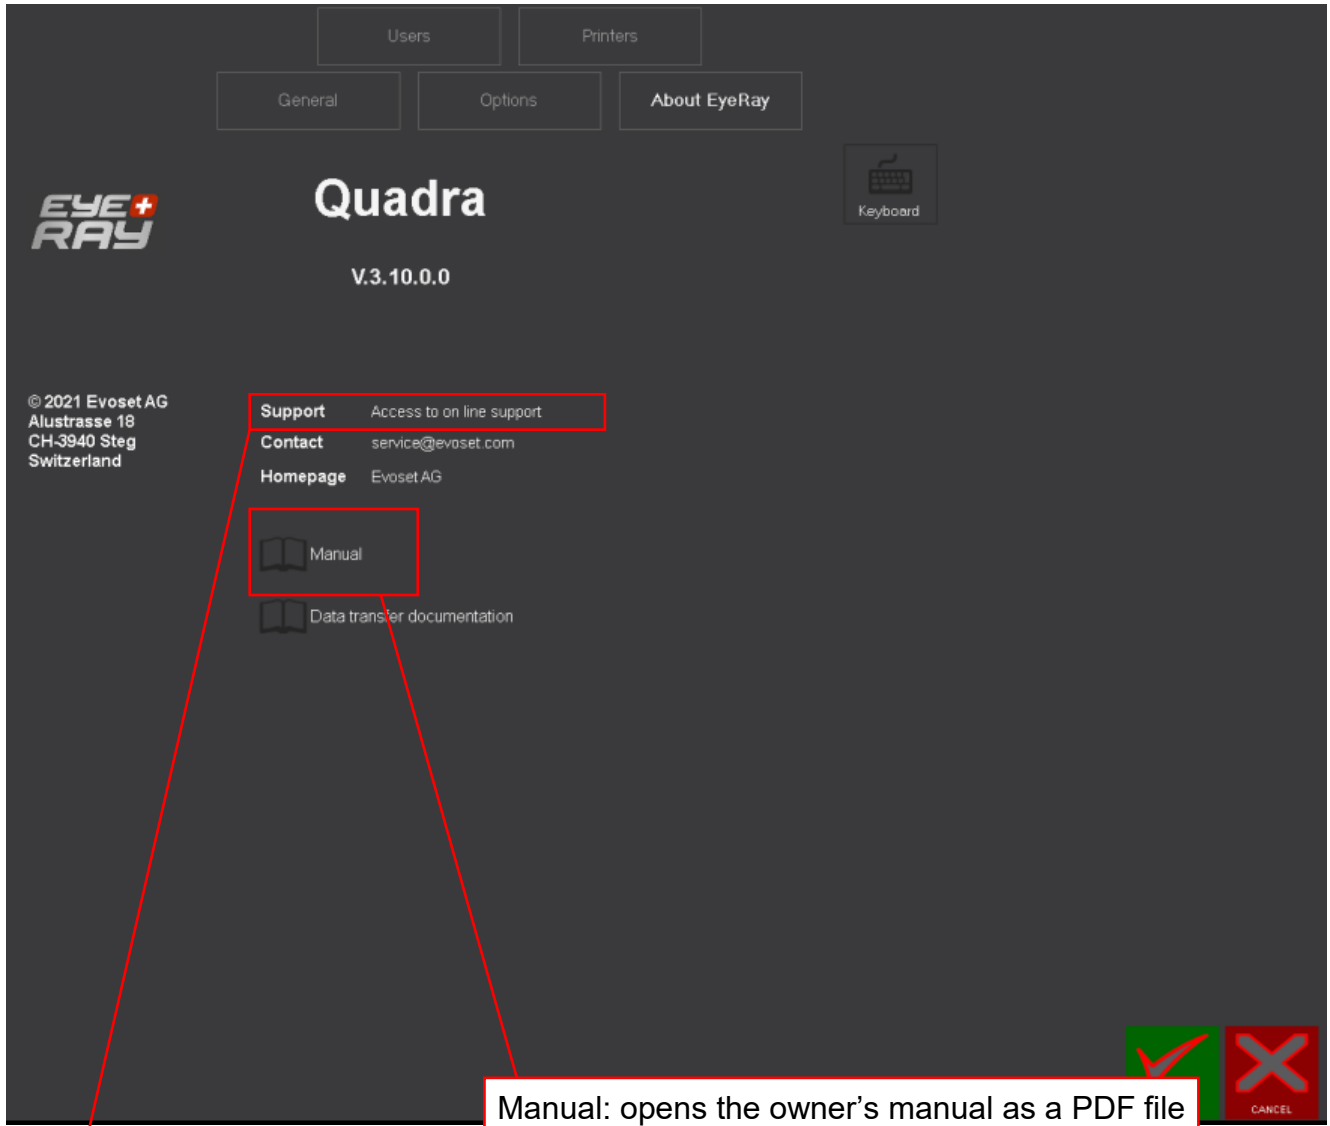 Users
Printers
General
Options
About EyeRay
EYE
RAY
Quadra
Keyboard
V.3.10.0.0
© 2021 Evoset AG
Alustrasse 18
CH-3940 Steg
Switzerland
Support Access to on line support
Contact service@evoset.com
Homepage Evoset AG
Manual
Data transfer documentation
Manual: opens the owner’s manual as a PDF file
CANCEL